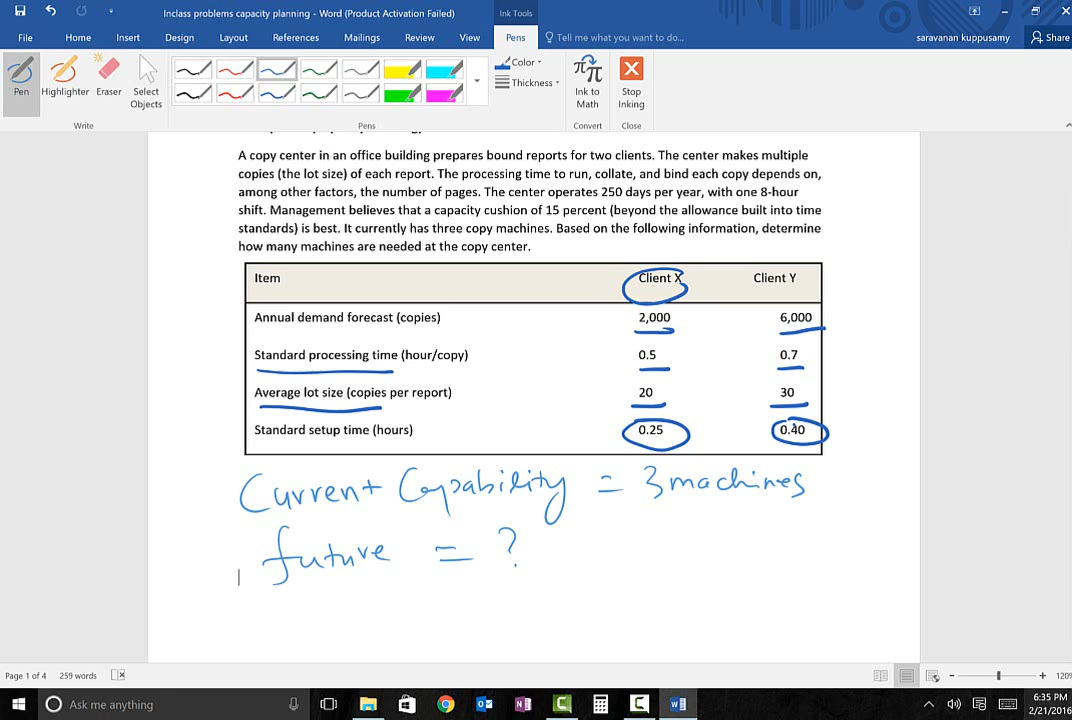 Inclass problems capacity planning - Word (Product Activation Failed)
Ink Tools
File Home Insert Design Layout References Mailings Review View Pens Tell me what you want to do... saravanan kuppusamy Share
Pen Highlighter Eraser Select Objects
Color
Thickness
Ink to Math
Stop Inking
Write Pens Convert Close
A copy center in an office building prepares bound reports for two clients. The center makes multiple
copies (the lot size) of each report. The processing time to run, collate, and bind each copy depends on,
among other factors, the number of pages. The center operates 250 days per year, with one 8-hour
shift. Management believes that a capacity cushion of 15 percent (beyond the allowance built into time
standards) is best. It currently has three copy machines. Based on the following information, determine
how many machines are needed at the copy center.
Item Client X Client Y
Annual demand forecast (copies) 2,000 6,000
Standard processing time (hour/copy) 0.5 0.7
Average lot size (copies per report) 20 30
Standard setup time (hours) 0.25 0.40
Current Capability = 3 machines
future = ?
Page 1 of 4 259 words 120%
Ask me anything
6:35 PM
2/21/2016